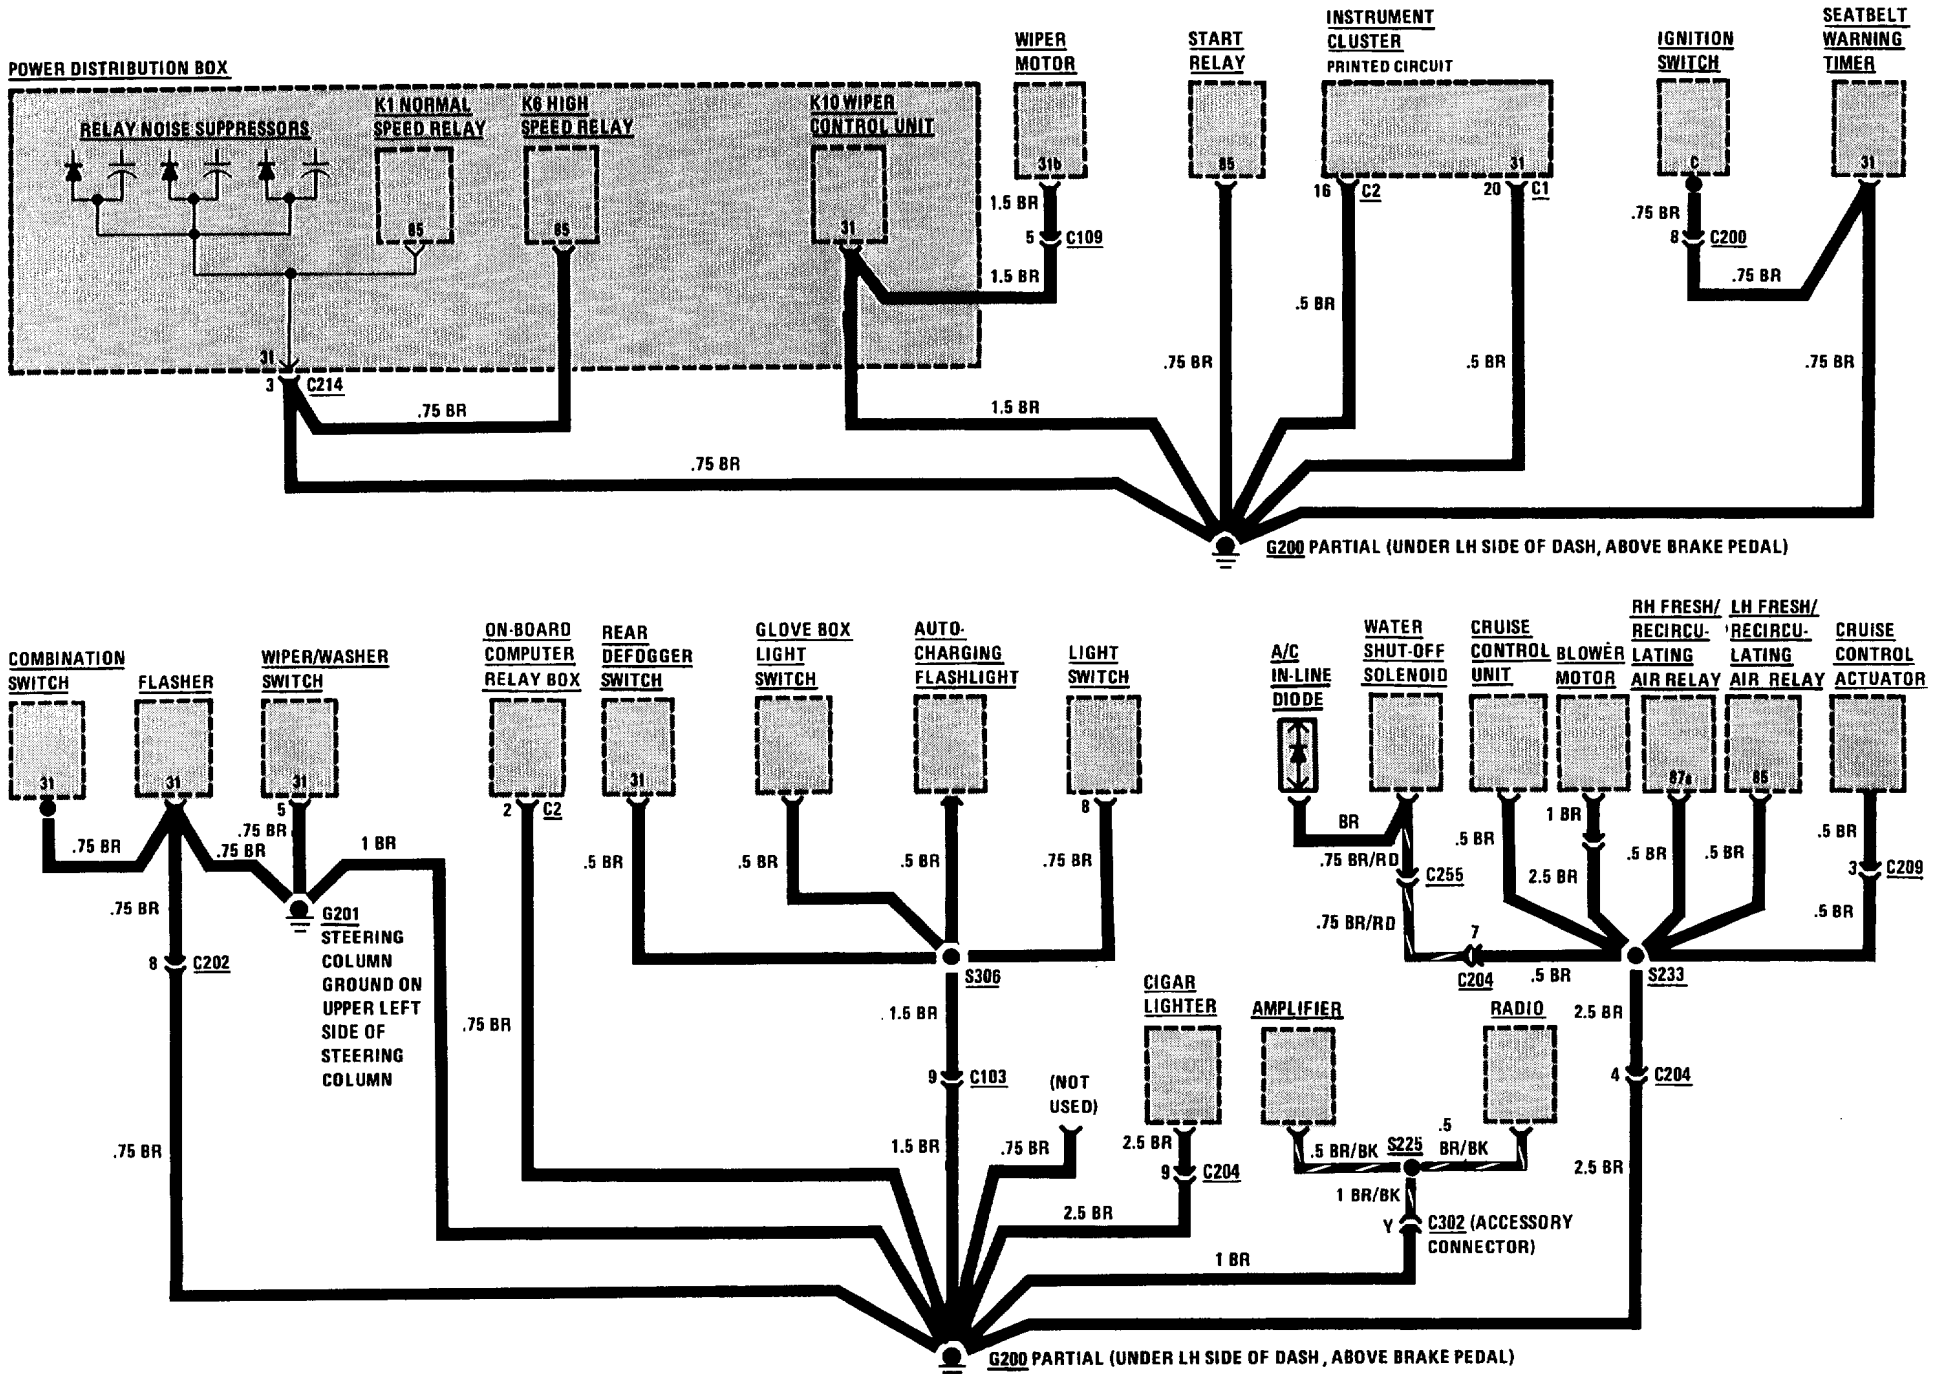 POWER DISTRIBUTION BOX
RELAY NOISE SUPPRESSORS
K1 NORMAL
SPEED RELAY
85
K6 HIGH
SPEED RELAY
85
K10 WIPER
CONTROL UNIT
31
WIPER
MOTOR
31b
1.5 BR
5 C109
1.5 BR
START
RELAY
85
.75 BR
INSTRUMENT
CLUSTER
PRINTED CIRCUIT
31
16 C2
20 C1
.5 BR
.5 BR
IGNITION
SWITCH
C
.75 BR
8 C200
.75 BR
SEATBELT
WARNING
TIMER
31
.75 BR
31
3 C214
.75 BR
1.5 BR
.75 BR
G200 PARTIAL (UNDER LH SIDE OF DASH, ABOVE BRAKE PEDAL)
COMBINATION
SWITCH
31
.75 BR
FLASHER
31
.75 BR
.75 BR
8 C202
.75 BR
WIPER/WASHER
SWITCH
31
5
.75 BR
1 BR
G201
STEERING
COLUMN
GROUND ON
UPPER LEFT
SIDE OF
STEERING
COLUMN
ON-BOARD
COMPUTER
RELAY BOX
2 C2
.75 BR
REAR
DEFOGGER
SWITCH
31
.5 BR
GLOVE BOX
LIGHT
SWITCH
.5 BR
AUTO-
CHARGING
FLASHLIGHT
.5 BR
LIGHT
SWITCH
8
.75 BR
S306
1.5 BR
9 C103
1.5 BR
(NOT
USED)
.75 BR
CIGAR
LIGHTER
2.5 BR
9 C204
2.5 BR
AMPLIFIER
.5 BR/BK
S225
RADIO
.5
BR/BK
1 BR/BK
Y C302 (ACCESSORY
CONNECTOR)
1 BR
A/C
IN-LINE
DIODE
BR
WATER
SHUT-OFF
SOLENOID
.75 BR/RD
C255
.75 BR/RD
7
C204
.5 BR
CRUISE
CONTROL
UNIT
.5 BR
BLOWER
MOTOR
1 BR
2.5 BR
RH FRESH/
RECIRCU-
LATING
AIR RELAY
87a
.5 BR
LH FRESH/
RECIRCU-
LATING
AIR RELAY
85
.5 BR
CRUISE
CONTROL
ACTUATOR
.5 BR
3 C209
.5 BR
S233
2.5 BR
4 C204
2.5 BR
G200 PARTIAL (UNDER LH SIDE OF DASH, ABOVE BRAKE PEDAL)